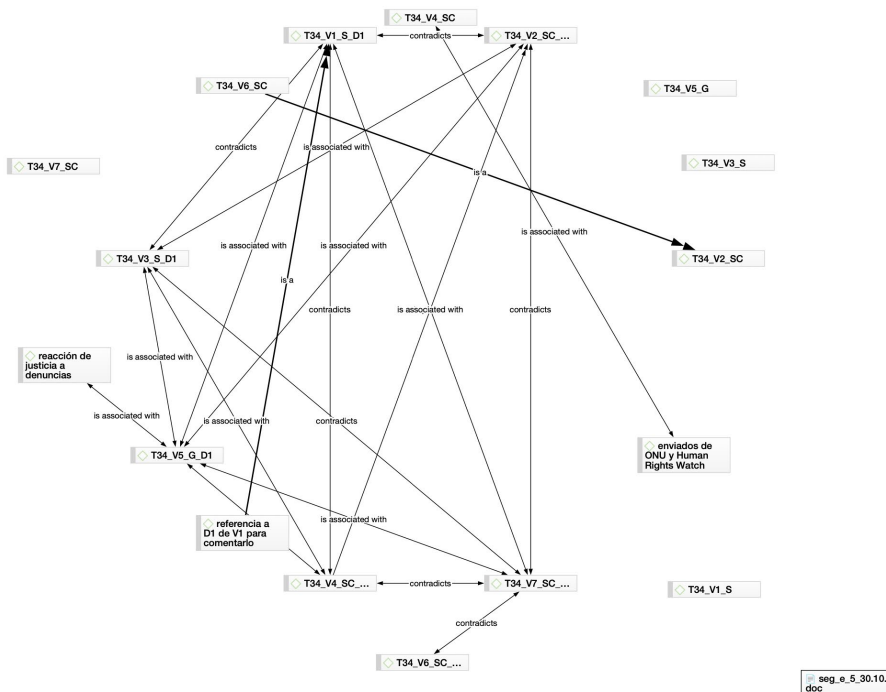 T34_V4_SC
T34_V1_S_D1
contradicts
T34_V2_SC_...
T34_V6_SC
T34_V5_G
contradicts
is associated with
T34_V7_SC
T34_V3_S
is a
is associated with
is associated with
is associated with
T34_V3_S_D1
T34_V2_SC
is a
contradicts
is associated with
contradicts
reacción de
justicia a
denuncias
is associated with
is associated with
is associated with
contradicts
T34_V5_G_D1
enviados de
ONU y Human
Rights Watch
referencia a
D1 de V1 para
comentario
is associated with
T34_V4_SC_...
contradicts
T34_V7_SC_...
T34_V1_S
contradicts
T34_V6_SC_...
seg_e_5_30.10.
doc